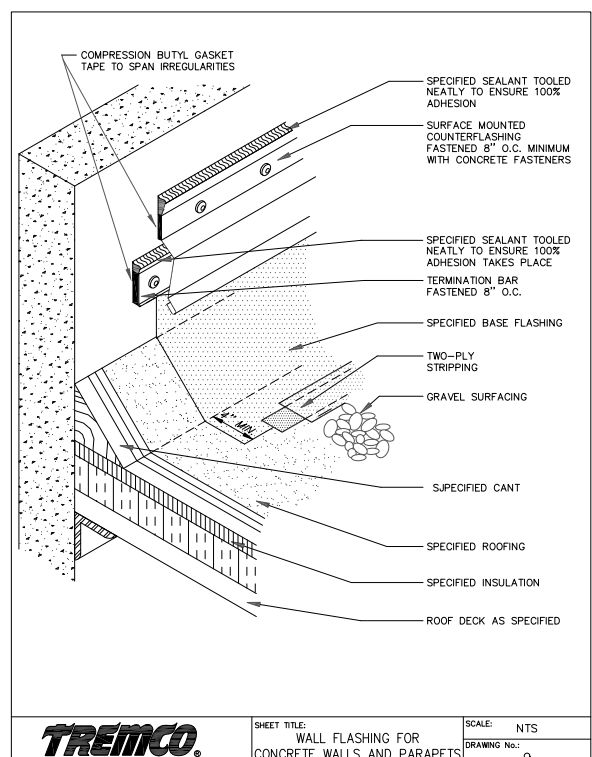 COMPRESSION BUTYL GASKET
TAPE TO SPAN IRREGULARITIES
SPECIFIED SEALANT TOOLED
NEATLY TO ENSURE 100%
ADHESION
SURFACE MOUNTED
COUNTERFLASHING
FASTENED 8" O.C. MINIMUM
WITH CONCRETE FASTENERS
SPECIFIED SEALANT TOOLED
NEATLY TO ENSURE 100%
ADHESION TAKES PLACE
TERMINATION BAR
FASTENED 8" O.C.
SPECIFIED BASE FLASHING
TWO-PLY
STRIPPING
4" MIN.
GRAVEL SURFACING
SJPECIFIED CANT
SPECIFIED ROOFING
SPECIFIED INSULATION
ROOF DECK AS SPECIFIED
TREMCO®
SHEET TITLE:
WALL FLASHING FOR
CONCRETE WALLS AND PARAPETS
SCALE: NTS
DRAWING No.: